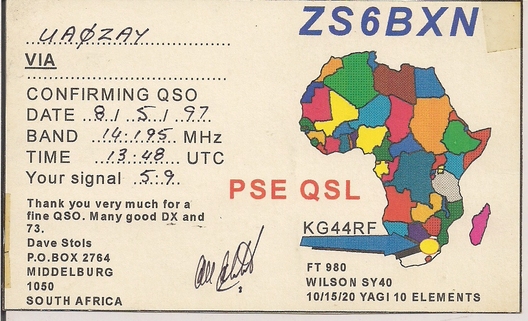 ZS6BXN
UAØZAY
VIA
CONFIRMING QSO
DATE 8/5/97
BAND 14.195 MHz
TIME 13.48 UTC
Your signal 5.9
PSE QSL
Thank you very much for a
fine QSO. Many good DX and
73.
Dave Stols
P.O.BOX 2764
MIDDELBURG
1050
SOUTH AFRICA
KG44RF
FT 980
WILSON SY40
10/15/20 YAGI 10 ELEMENTS